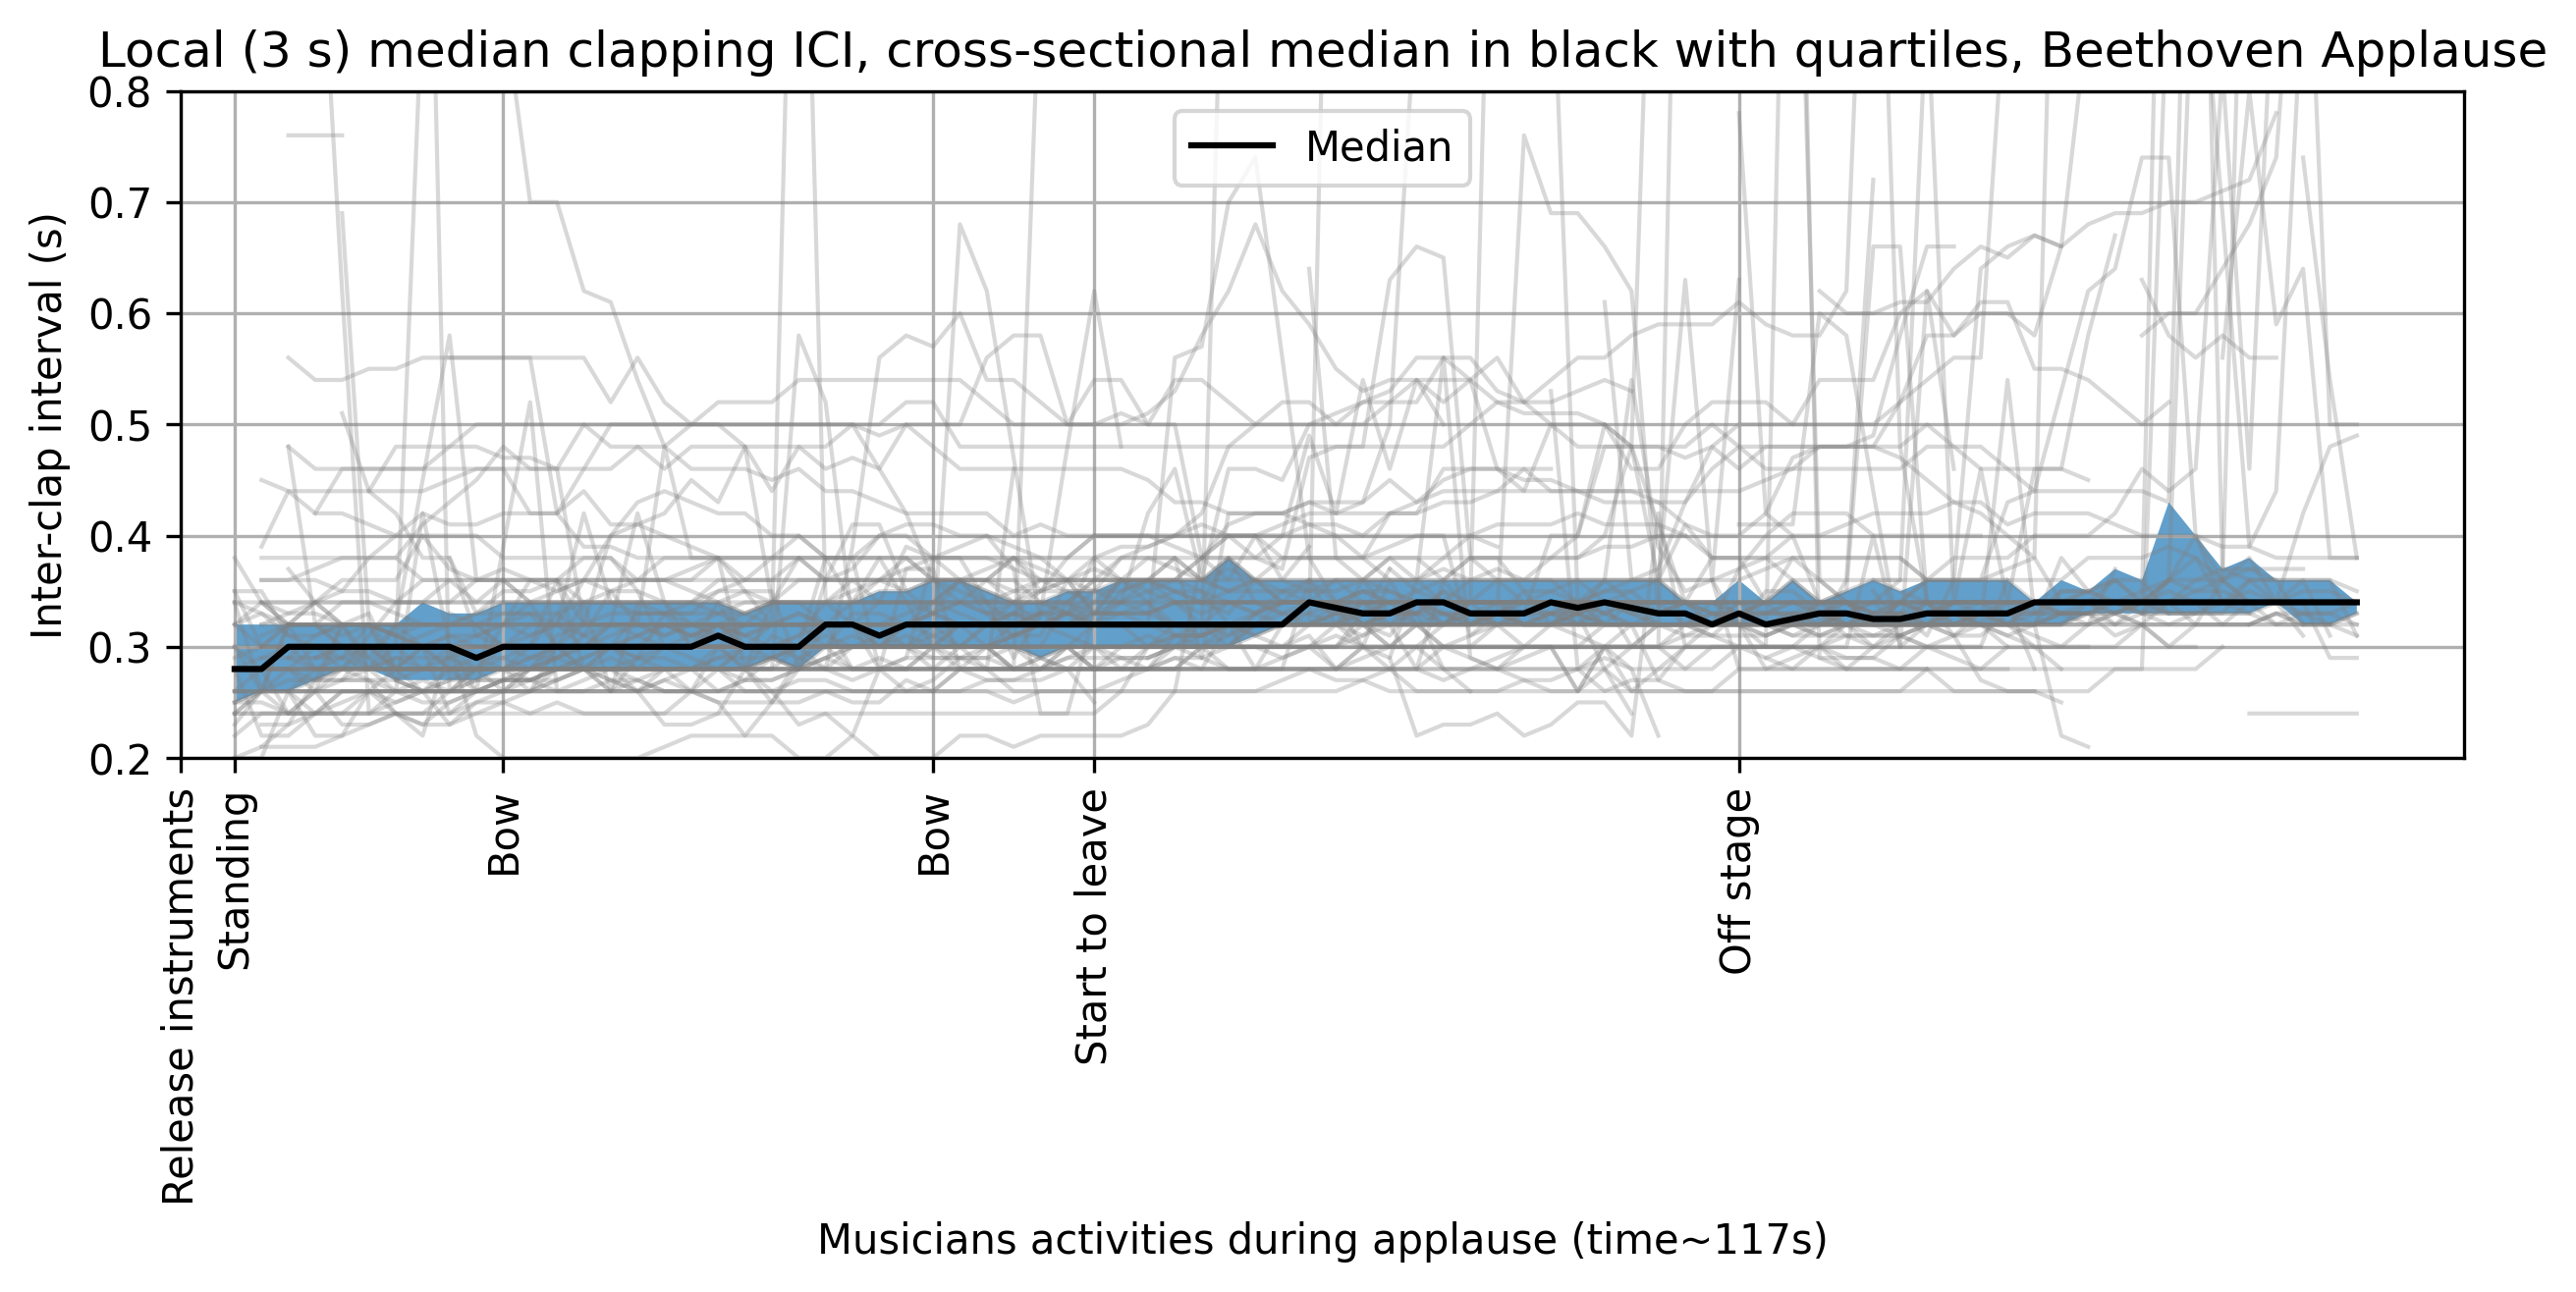 Local (3 s) median clapping ICI, cross-sectional median in black with quartiles, Beethoven Applause
Inter-clap interval (s)
0.8
0.7
0.6
0.5
0.4
0.3
0.2
Median
Release instruments
Standing
Bow
Bow
Start to leave
Off stage
Musicians activities during applause (time~117s)